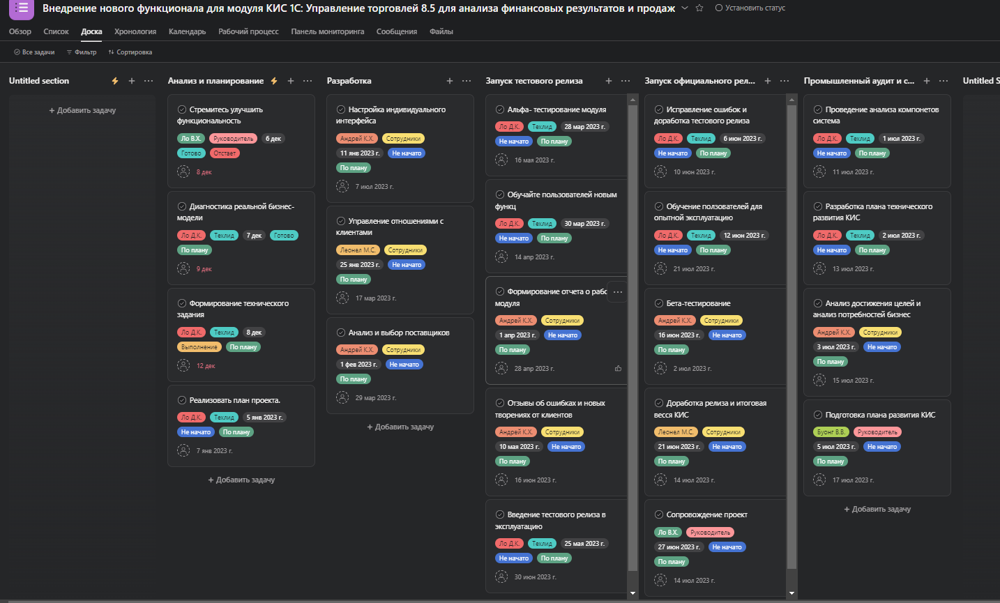 Внедрение нового функционала для модуля КИС 1С: Управление торговлей 8.5 для анализа финансовых результатов и продаж
Установить статус
Обзор Список Доска Хронология Календарь Рабочий процесс Панель мониторинга Сообщения Файлы
Все задачи Фильтр Сортировка
Untitled section
+ Добавить задачу
Анализ и планирование
Стремитесь улучшить
функциональность
Ло В.Х. Руководитель 6 дек
Готово Отстает
8 дек
Диагностика реальной бизнес-
модели
Ло Д.К. Техлид 7 дек Готово
По плану
9 дек
Формирование технического
задания
Ло Д.К. Техлид 8 дек
Выполнение По плану
12 дек
Реализовать план проекта.
Ло Д.К. Техлид 5 янв 2023 г.
Не начато По плану
7 янв 2023 г.
+ Добавить задачу
Разработка
Настройка индивидуального
интерфейса
Андрей К.Х. Сотрудники
11 янв 2023 г. Не начато
По плану
7 июл 2023 г.
Управление отношениями с
клиентами
Леонел М.С. Сотрудники
25 янв 2023 г. Не начато
По плану
17 мар 2023 г.
Анализ и выбор поставщиков
Андрей К.Х. Сотрудники
1 фев 2023 г. Не начато
По плану
29 мар 2023 г.
+ Добавить задачу
Запуск тестового релиза
Альфа- тестирование модуля
Ло Д.К. Техлид 28 мар 2023 г.
Не начато По плану
16 мая 2023 г.
Обучайте пользователей новым
функц
Ло Д.К. Техлид 30 мар 2023 г.
Не начато По плану
14 апр 2023 г.
Формирование отчета о рабо
модуля
Андрей К.Х. Сотрудники
1 апр 2023 г. Не начато
По плану
28 апр 2023 г.
Отзывы об ошибках и новых
творениях от клиентов
Андрей К.Х. Сотрудники
10 мая 2023 г. Не начато
По плану
16 июн 2023 г.
Введение тестового релиза в
эксплуатацию
Ло Д.К. Техлид 25 мая 2023 г.
Не начато По плану
30 июн 2023 г.
Запуск официального рел...
Исправление ошибок и
доработка тестового релиза
Ло Д.К. Техлид 6 июн 2023 г.
Не начато По плану
10 июн 2023 г.
Обучение ползователей для
опытной эксплуатацию
Ло Д.К. Техлид 12 июн 2023 г.
Не начато По плану
21 июл 2023 г.
Бета-тестирование
Андрей К.Х. Сотрудники
16 июн 2023 г. Не начато
По плану
2 июл 2023 г.
Доработка релиза и итоговая
весся КИС
Леонел М.С. Сотрудники
21 июн 2023 г. Не начато
По плану
14 июл 2023 г.
Сопровождение проект
Ло В.Х. Руководитель
27 июн 2023 г. Не начато
По плану
14 июл 2023 г.
Промышленный аудит и с...
Проведение анализа компонетов
система
Ло Д.К. Техлид 1 июл 2023 г.
Не начато По плану
11 июл 2023 г.
Разработка плана технического
развития КИС
Ло Д.К. Техлид 2 июл 2023 г.
Не начато По плану
13 июл 2023 г.
Анализ достижения целей и
анализ потребностей бизнес
Андрей К.Х. Сотрудники
3 июл 2023 г. Не начато
По плану
15 июл 2023 г.
Подготовка плана развития КИС
Буонг В.В. Руководитель
5 июл 2023 г. Не начато
По плану
17 июл 2023 г.
+ Добавить задачу
Untitled S